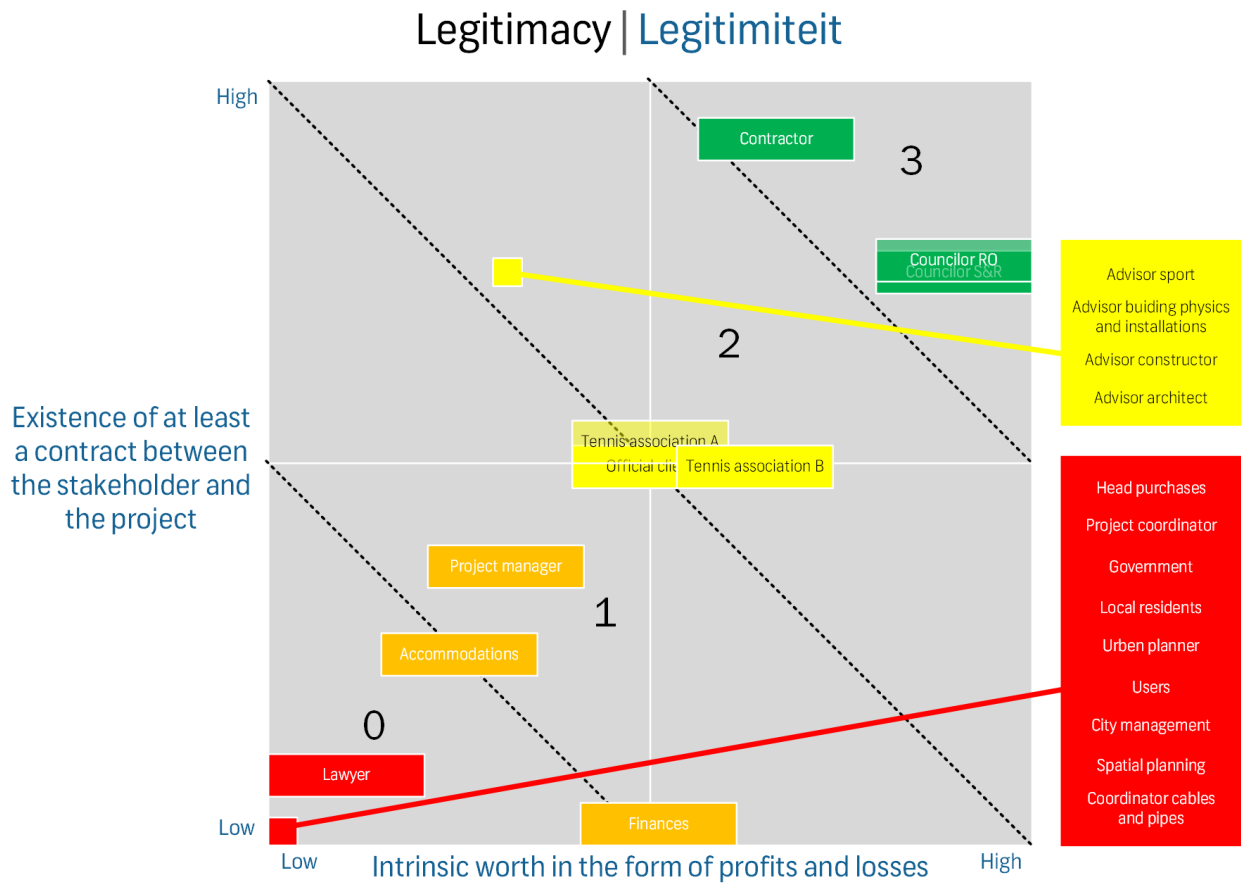 Legitimacy | Legitimiteit
High
Contractor
3
Councilor RO
Councilor S&R
Advisor sport
Advisor buiding physics
and installations
Advisor constructor
Advisor architect
2
Existence of at least
a contract between
the stakeholder and
the project
Tennis association A
Official clie
Tennis association B
Head purchases
Project coordinator
Government
Local residents
Urben planner
Users
City management
Spatial planning
Coordinator cables
and pipes
Project manager
1
Accommodations
0
Lawyer
Finances
Low
Low
Intrinsic worth in the form of profits and losses
High